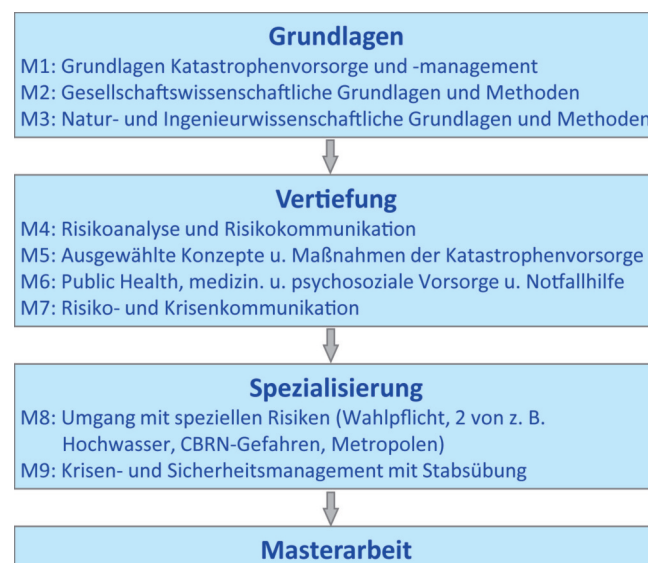 Grundlagen
M1: Grundlagen Katastrophenvorsorge und -management
M2: Gesellschaftswissenschaftliche Grundlagen und Methoden
M3: Natur- und Ingenieurwissenschaftliche Grundlagen und Methoden
Vertiefung
M4: Risikoanalyse und Risikokommunikation
M5: Ausgewählte Konzepte u. Maßnahmen der Katastrophenvorsorge
M6: Public Health, medizin. u. psychosoziale Vorsorge u. Notfallhilfe
M7: Risiko- und Krisenkommunikation
Spezialisierung
M8: Umgang mit speziellen Risiken (Wahlpflicht, 2 von z. B.
Hochwasser, CBRN-Gefahren, Metropolen)
M9: Krisen- und Sicherheitsmanagement mit Stabsübung
Masterarbeit